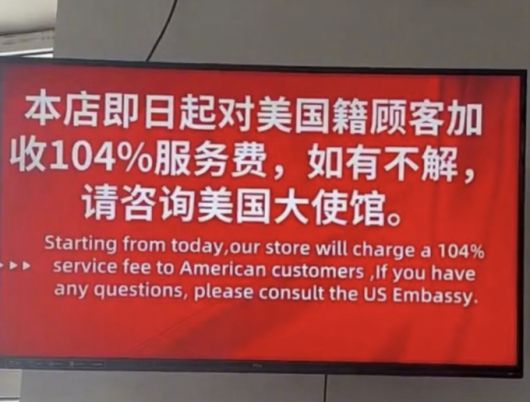 本店即日起对美国籍顾客加
收104%服务费，如有不解，
请咨询美国大使馆。
Starting from today,our store will charge a 104%
service fee to American customers ,If you have
any questions, please consult the US Embassy.